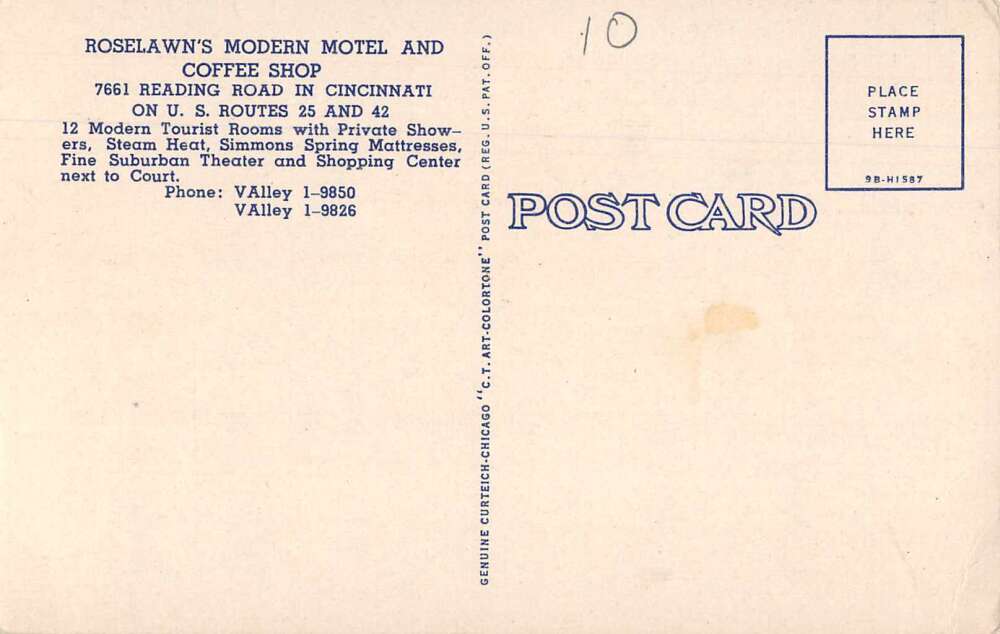 ROSELAWN'S MODERN MOTEL AND
COFFEE SHOP
7661 READING ROAD IN CINCINNATI
ON U. S. ROUTES 25 AND 42
12 Modern Tourist Rooms with Private Show-
ers, Steam Heat, Simmons Spring Mattresses,
Fine Suburban Theater and Shopping Center
next to Court.
Phone: VAlley 1-9850
VAlley 1-9826
GENUINE CURTEICH-CHICAGO "C.T. ART-COLORTONE" POST CARD (REG. U.S. PAT. OFF.)
10
POST CARD
PLACE
STAMP
HERE
9B-H1587